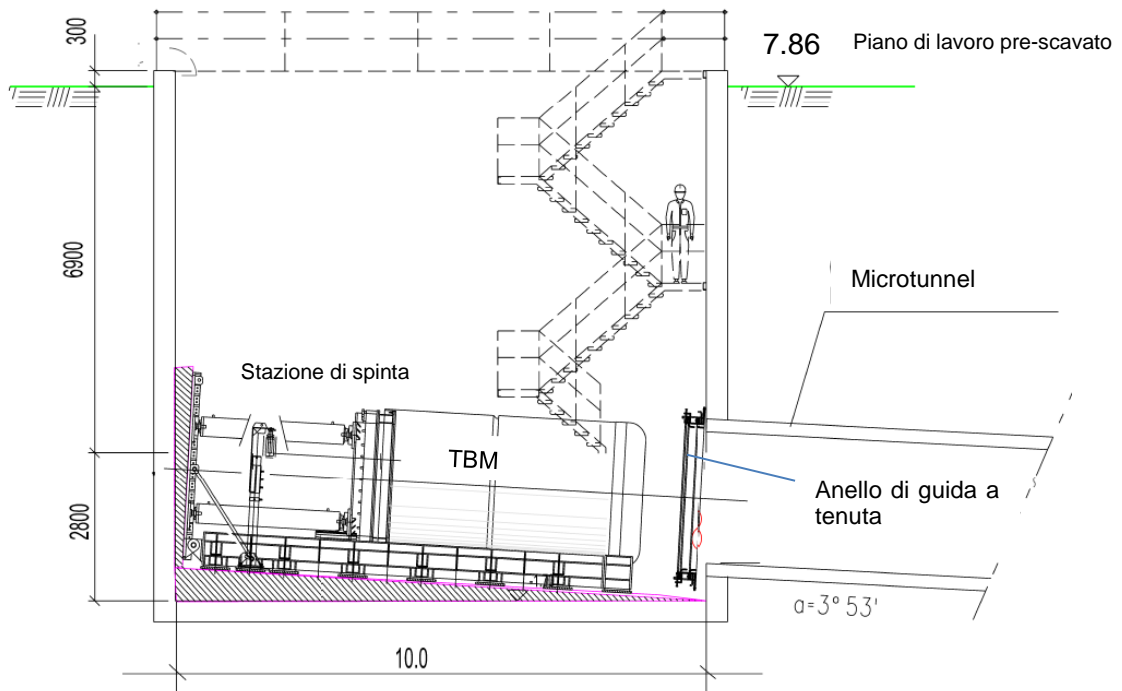 300
7.86 Piano di lavoro pre-scavato
6900
Microtunnel
Stazione di spinta
TBM
Anello di guida a
tenuta
2800
a=3°53'
10.0